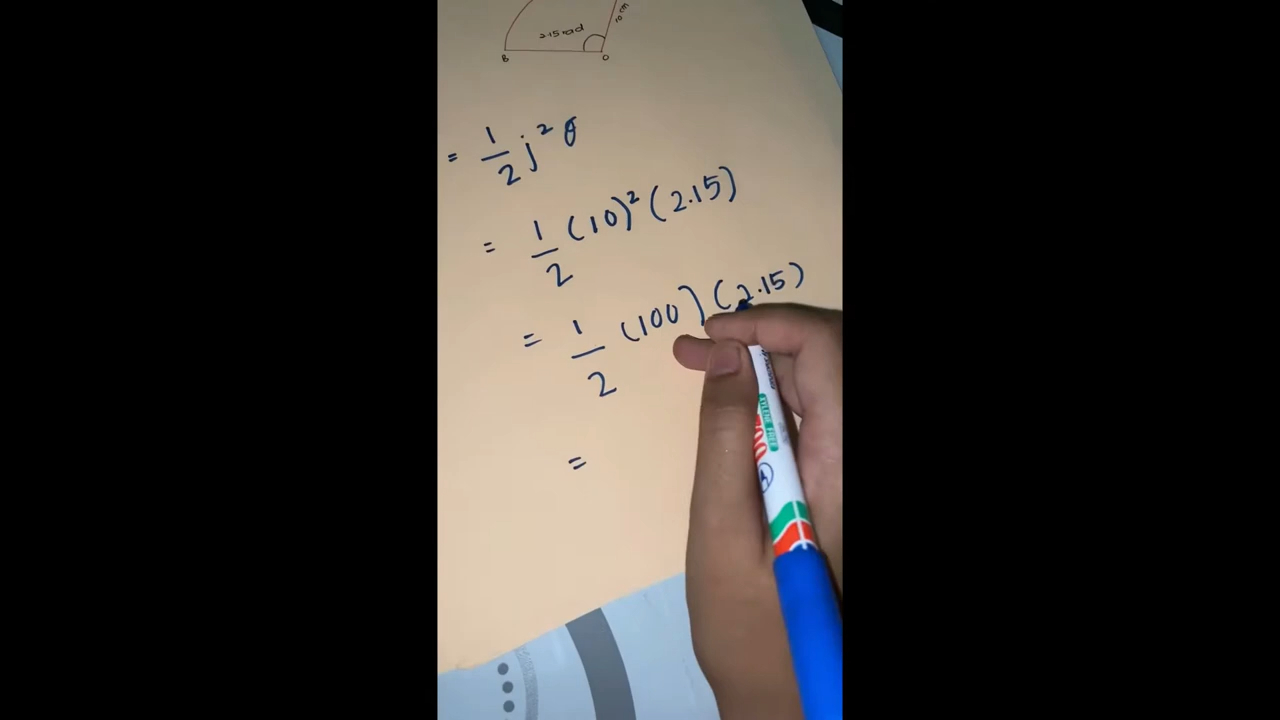 10 cm
2.15 rad
B O
= 1/2 j² θ
= 1/2 (10)² (2.15)
= 1/2 (100) (2.15)
=